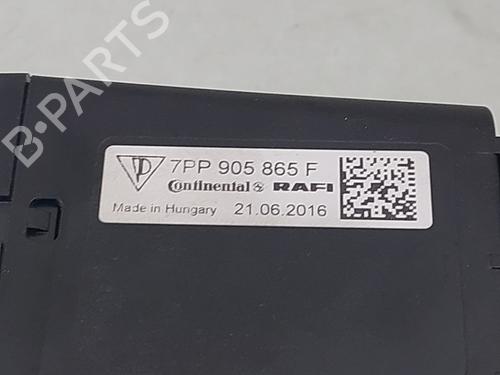 B-PARTS
7PP 905 865 F
Continental RAFI
Made in Hungary 21.06.2016